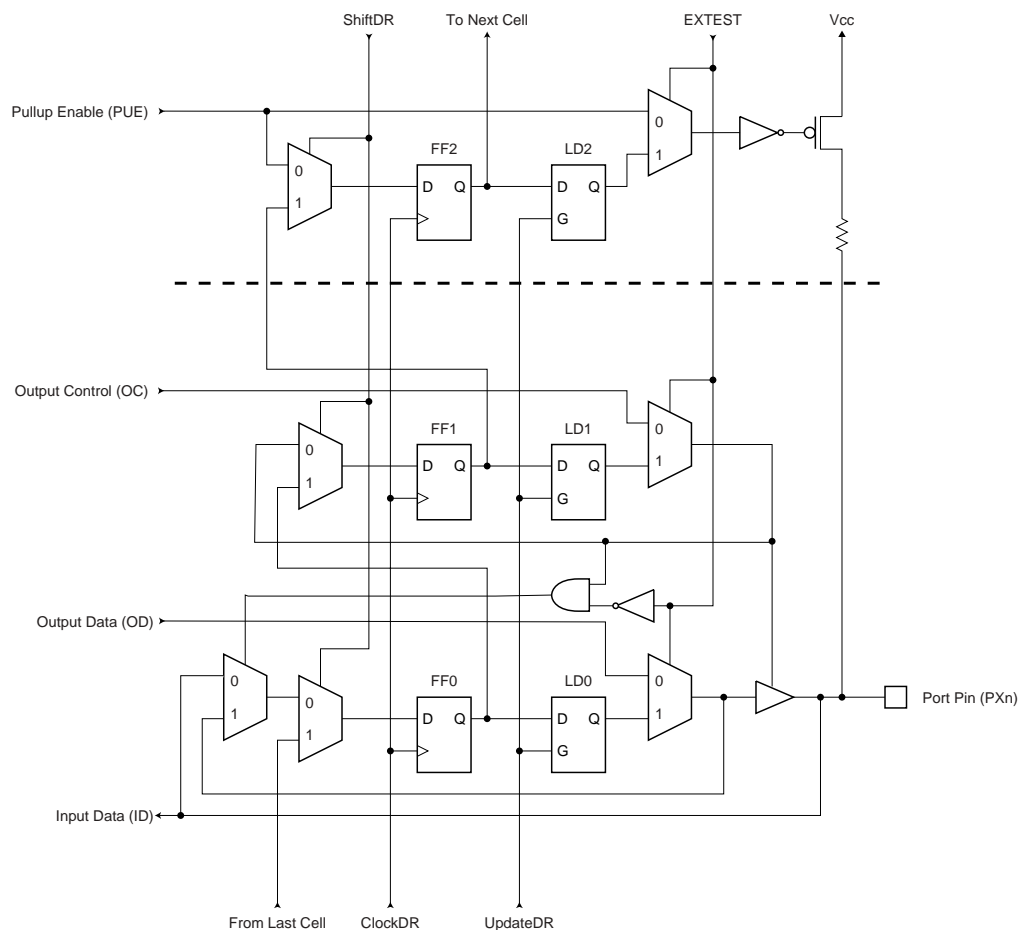 ShiftDR To Next Cell EXTEST Vcc
Pullup Enable (PUE)
0
1
FF2 LD2
0
1
D Q D Q
G
Output Control (OC)
0
1
FF1 LD1
0
1
D Q D Q
G
Output Data (OD)
0
1
0
1
FF0 LD0
0
1
D Q D Q
G
Port Pin (PXn)
Input Data (ID)
From Last Cell ClockDR UpdateDR